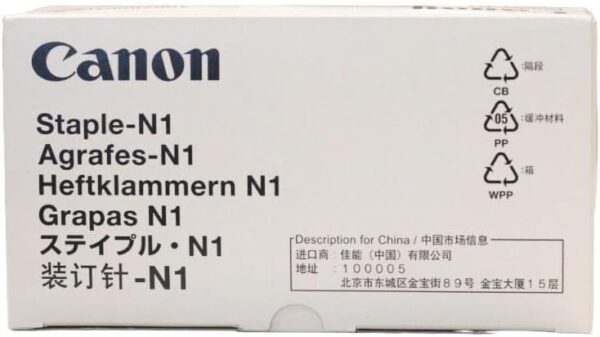 Canon
Staple-N1
Agrafes-N1
Heftklammern N1
Grapas N1
ステイプル・N1
装订针-N1
:隔段
CB
05
:缓冲材料
PP
:箱
WPP
Description for China / 中国市场信息
进口商：佳能（中国）有限公司
地址 ：100005
北京市东城区金宝街89号 金宝大厦15层